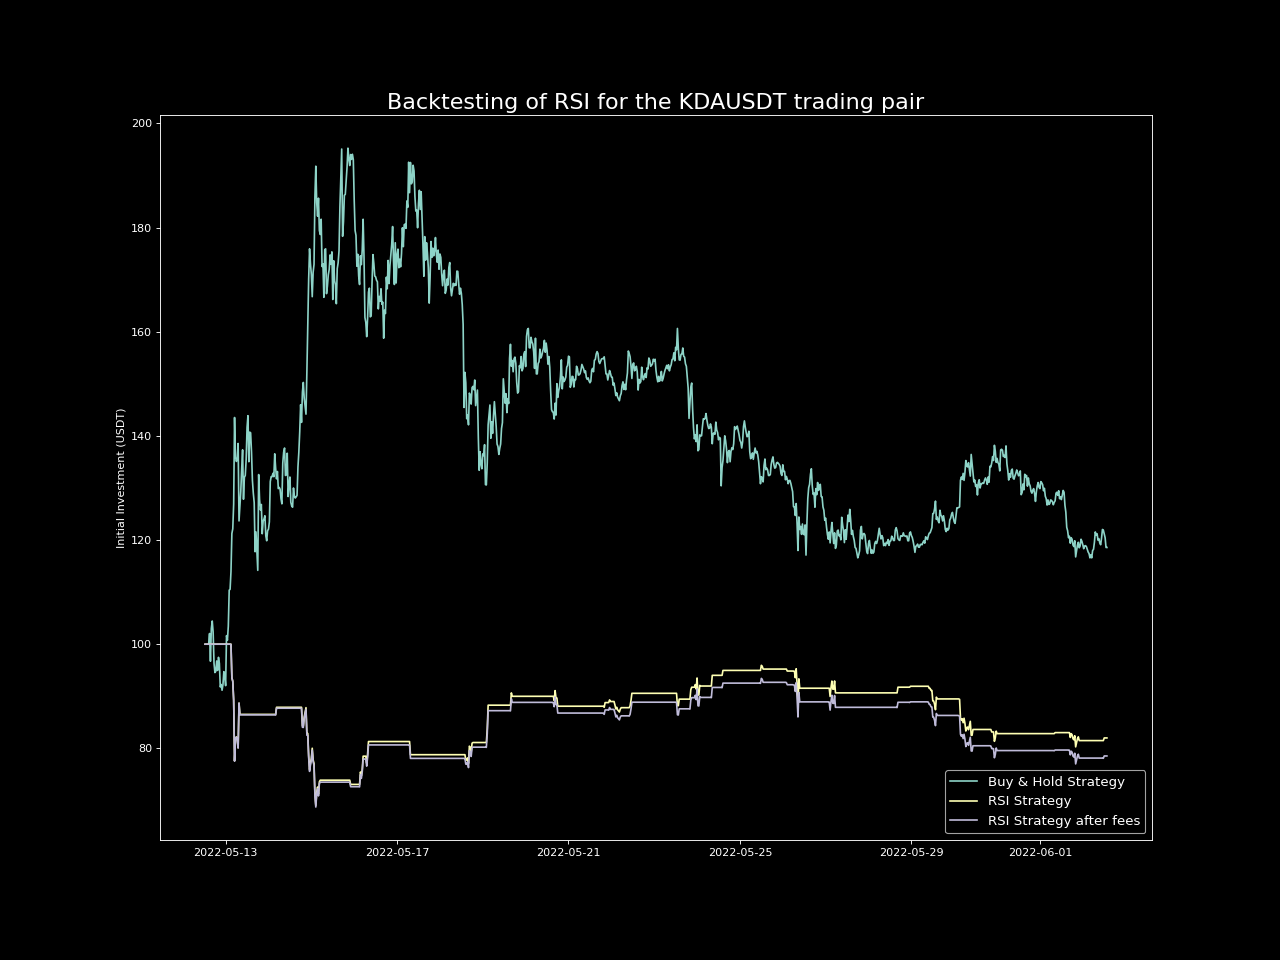 Backtesting of RSI for the KDAUSDT trading pair
200
180
160
140
120
100
80
Initial Investment (USDT)
2022-05-13
2022-05-17
2022-05-21
2022-05-25
2022-05-29
2022-06-01
Buy & Hold Strategy
RSI Strategy
RSI Strategy after fees